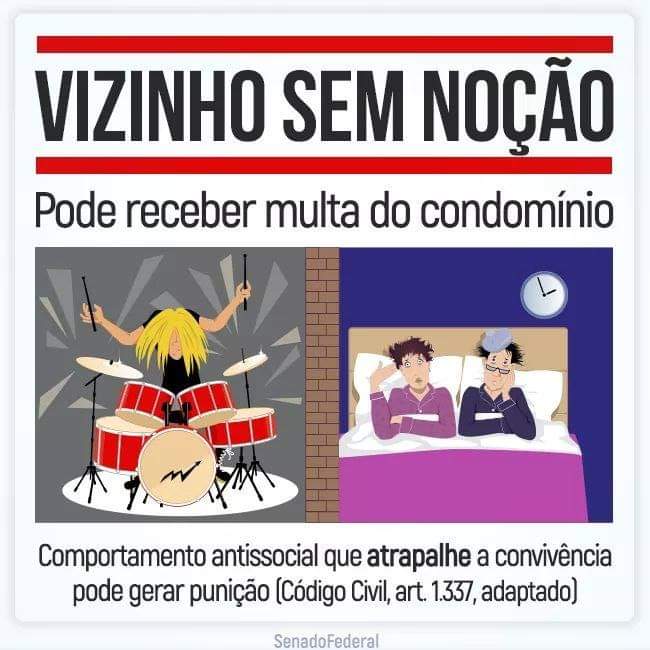 VIZINHO SEM NOÇÃO
Pode receber multa do condomínio
Comportamento antissocial que atrapalhe a convivência
pode gerar punição (Código Civil, art. 1.337, adaptado)
SenadoFederal